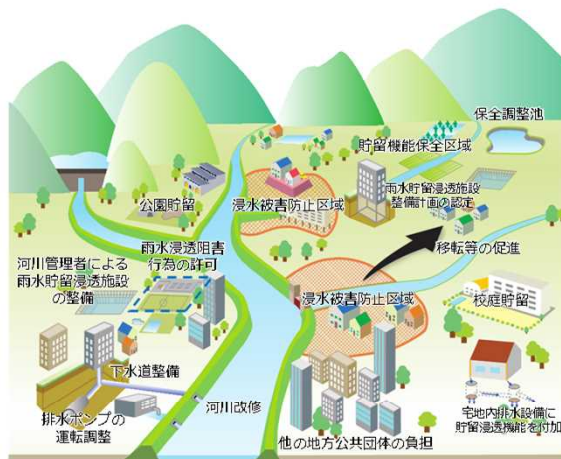 保全調整池
貯留機能保全区域
雨水貯留浸透施設
整備計画の認定
公園貯留
浸水被害防止区域
移転等の促進
雨水浸透阻害
行為の許可
河川管理者による
雨水貯留浸透施設
の整備
浸水被害防止区域
校庭貯留
下水道整備
排水ポンプの
運転調整
河川改修
他の地方公共団体の負担
宅地内排水設備に
貯留浸透機能を付加